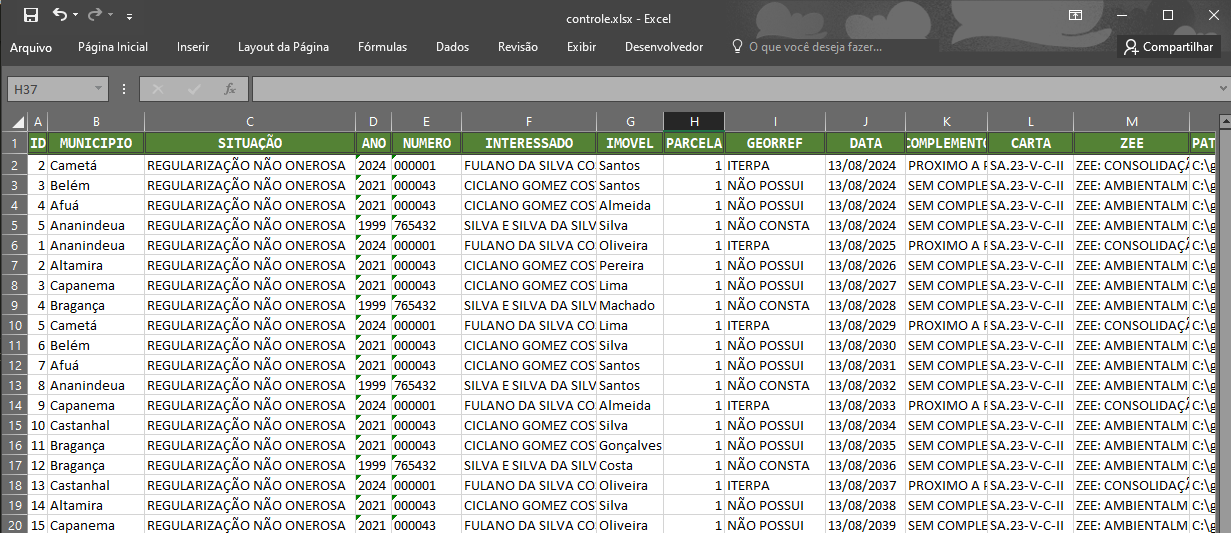 controle.xlsx - Excel
Arquivo Página Inicial Inserir Layout da Página Fórmulas Dados Revisão Exibir Desenvolvedor O que você deseja fazer... Compartilhar
H37 fx
A B C D E F G H I J K L M
1 ID MUNICIPIO SITUAÇÃO ANO NUMERO INTERESSADO IMOVEL PARCELA GEORREF DATA COMPLEMENTO CARTA ZEE PAT
2 2 Cametá REGULARIZAÇÃO NÃO ONEROSA 2024 000001 FULANO DA SILVA CO Santos 1 ITERPA 13/08/2024 PROXIMO A P SA.23-V-C-II ZEE: CONSOLIDAÇÃ C:\g
3 3 Belém REGULARIZAÇÃO NÃO ONEROSA 2021 000043 CICLANO GOMEZ COS Santos 1 NÃO POSSUI 13/08/2024 SEM COMPLE SA.23-V-C-II ZEE: AMBIENTALM C:\g
4 4 Afuá REGULARIZAÇÃO NÃO ONEROSA 2021 000043 CICLANO GOMEZ COS Almeida 1 NÃO POSSUI 13/08/2024 SEM COMPLE SA.23-V-C-II ZEE: AMBIENTALM C:\g
5 5 Ananindeua REGULARIZAÇÃO NÃO ONEROSA 1999 765432 SILVA E SILVA DA SILV Silva 1 NÃO CONSTA 13/08/2024 SEM COMPLE SA.23-V-C-II ZEE: AMBIENTALM C:\g
6 1 Ananindeua REGULARIZAÇÃO NÃO ONEROSA 2024 000001 FULANO DA SILVA CO Oliveira 1 ITERPA 13/08/2025 PROXIMO A P SA.23-V-C-II ZEE: CONSOLIDAÇÃ C:\g
7 2 Altamira REGULARIZAÇÃO NÃO ONEROSA 2021 000043 CICLANO GOMEZ COS Pereira 1 NÃO POSSUI 13/08/2026 SEM COMPLE SA.23-V-C-II ZEE: AMBIENTALM C:\g
8 3 Capanema REGULARIZAÇÃO NÃO ONEROSA 2021 000043 CICLANO GOMEZ COS Lima 1 NÃO POSSUI 13/08/2027 SEM COMPLE SA.23-V-C-II ZEE: AMBIENTALM C:\g
9 4 Bragança REGULARIZAÇÃO NÃO ONEROSA 1999 765432 SILVA E SILVA DA SILV Machado 1 NÃO CONSTA 13/08/2028 SEM COMPLE SA.23-V-C-II ZEE: AMBIENTALM C:\g
10 5 Cametá REGULARIZAÇÃO NÃO ONEROSA 2024 000001 FULANO DA SILVA CO Lima 1 ITERPA 13/08/2029 PROXIMO A P SA.23-V-C-II ZEE: CONSOLIDAÇÃ C:\g
11 6 Belém REGULARIZAÇÃO NÃO ONEROSA 2021 000043 CICLANO GOMEZ COS Silva 1 NÃO POSSUI 13/08/2030 SEM COMPLE SA.23-V-C-II ZEE: AMBIENTALM C:\g
12 7 Afuá REGULARIZAÇÃO NÃO ONEROSA 2021 000043 CICLANO GOMEZ COS Santos 1 NÃO POSSUI 13/08/2031 SEM COMPLE SA.23-V-C-II ZEE: AMBIENTALM C:\g
13 8 Ananindeua REGULARIZAÇÃO NÃO ONEROSA 1999 765432 SILVA E SILVA DA SILV Santos 1 NÃO CONSTA 13/08/2032 SEM COMPLE SA.23-V-C-II ZEE: AMBIENTALM C:\g
14 9 Capanema REGULARIZAÇÃO NÃO ONEROSA 2024 000001 FULANO DA SILVA CO Almeida 1 ITERPA 13/08/2033 PROXIMO A P SA.23-V-C-II ZEE: CONSOLIDAÇÃ C:\g
15 10 Castanhal REGULARIZAÇÃO NÃO ONEROSA 2021 000043 CICLANO GOMEZ COS Silva 1 NÃO POSSUI 13/08/2034 SEM COMPLE SA.23-V-C-II ZEE: AMBIENTALM C:\g
16 11 Bragança REGULARIZAÇÃO NÃO ONEROSA 2021 000043 CICLANO GOMEZ COS Gonçalves 1 NÃO POSSUI 13/08/2035 SEM COMPLE SA.23-V-C-II ZEE: AMBIENTALM C:\g
17 12 Bragança REGULARIZAÇÃO NÃO ONEROSA 1999 765432 SILVA E SILVA DA SILV Costa 1 NÃO CONSTA 13/08/2036 SEM COMPLE SA.23-V-C-II ZEE: AMBIENTALM C:\g
18 13 Castanhal REGULARIZAÇÃO NÃO ONEROSA 2024 000001 FULANO DA SILVA CO Oliveira 1 ITERPA 13/08/2037 PROXIMO A P SA.23-V-C-II ZEE: CONSOLIDAÇÃ C:\g
19 14 Altamira REGULARIZAÇÃO NÃO ONEROSA 2021 000043 CICLANO GOMEZ COS Silva 1 NÃO POSSUI 13/08/2038 SEM COMPLE SA.23-V-C-II ZEE: AMBIENTALM C:\g
20 15 Capanema REGULARIZAÇÃO NÃO ONEROSA 2021 000043 FULANO DA SILVA CO Oliveira 1 NÃO POSSUI 13/08/2039 SEM COMPLE SA.23-V-C-II ZEE: AMBIENTALM C:\g